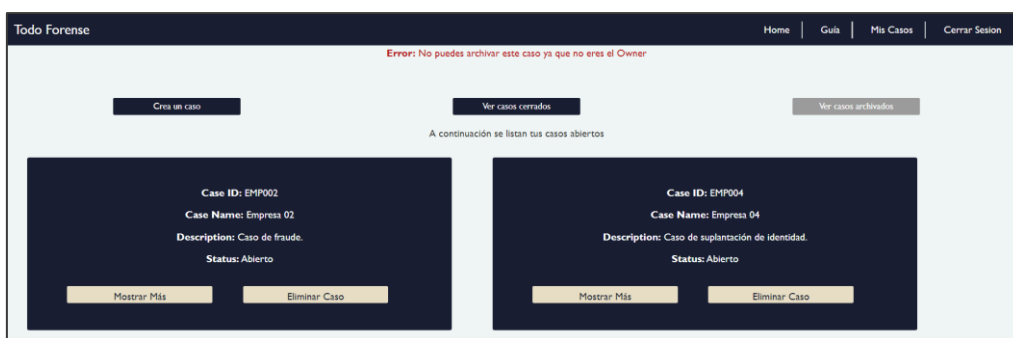 Todo Forense
Home
Guía
Mis Casos
Cerrar Sesion
Error: No puedes archivar este caso ya que no eres el Owner
Crea un caso
Ver casos cerrados
Ver casos archivados
A continuación se listan tus casos abiertos
Case ID: EMP002
Case Name: Empresa 02
Description: Caso de fraude.
Status: Abierto
Mostrar Más
Eliminar Caso
Case ID: EMP004
Case Name: Empresa 04
Description: Caso de suplantación de identidad.
Status: Abierto
Mostrar Más
Eliminar Caso